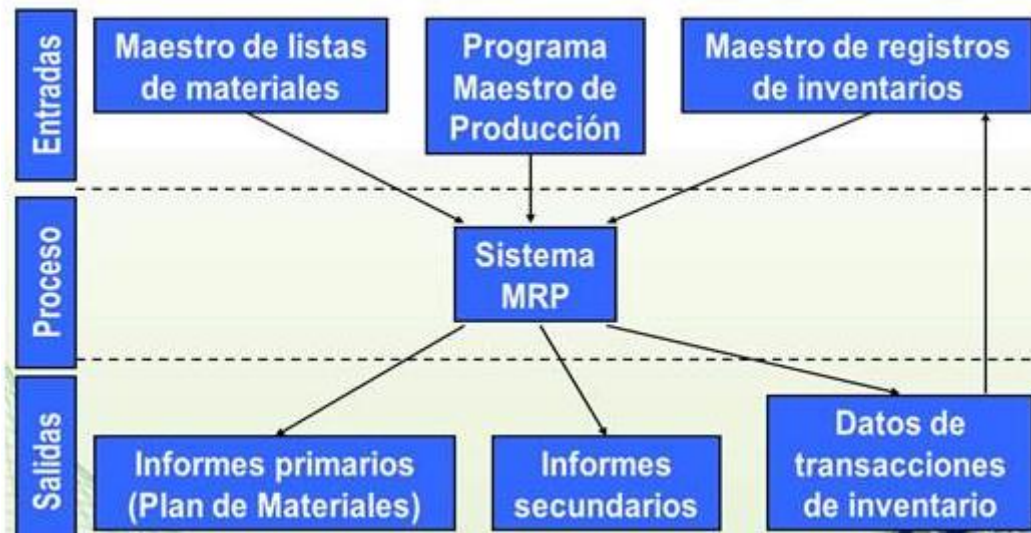 Entradas
Maestro de listas
de materiales
Programa
Maestro de
Producción
Maestro de registros
de inventarios
Proceso
Sistema
MRP
Salidas
Informes primarios
(Plan de Materiales)
Informes
secundarios
Datos de
transacciones
de inventario